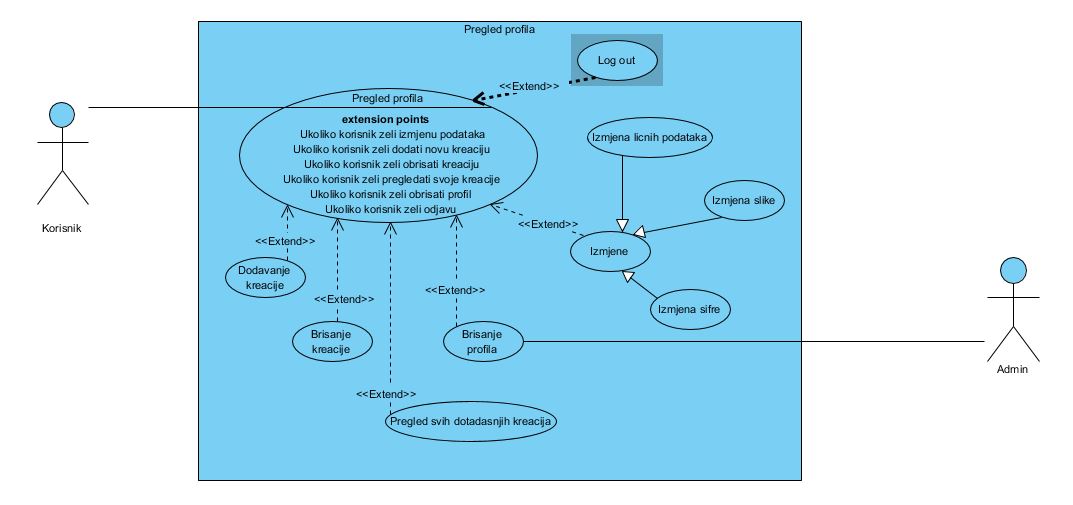 Pregled profila
Log out
<<Extend>>
Pregled profila
extension points
Ukoliko korisnik zeli izmjenu podataka
Ukoliko korisnik zeli dodati novu kreaciju
Ukoliko korisnik zeli obrisati kreaciju
Ukoliko korisnik zeli pregledati svoje kreacije
Ukoliko korisnik zeli obrisati profil
Ukoliko korisnik zeli odjavu
Izmjena licnih podataka
Izmjena slike
Korisnik
<<Extend>>
<<Extend>>
Izmjene
Dodavanje
kreacije
<<Extend>>
<<Extend>>
Izmjena sifre
Brisanje
kreacije
Brisanje
profila
Admin
<<Extend>>
Pregled svih dotadasnjih kreacija